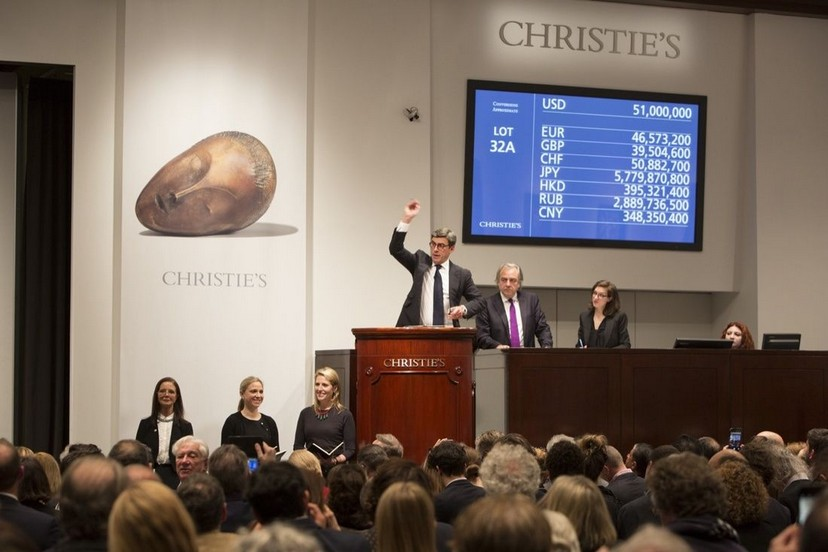 CHRISTIE'S
CONVERSION
APPROXIMATE
LOT
32A
USD 51,000,000
EUR 46,573,200
GBP 39,504,600
CHF 50,882,700
JPY 5,779,870,800
HKD 395,321,400
RUB 2,889,736,500
CNY 348,350,400
CHRISTIE'S
CHRISTIE'S
CHRISTIE'S